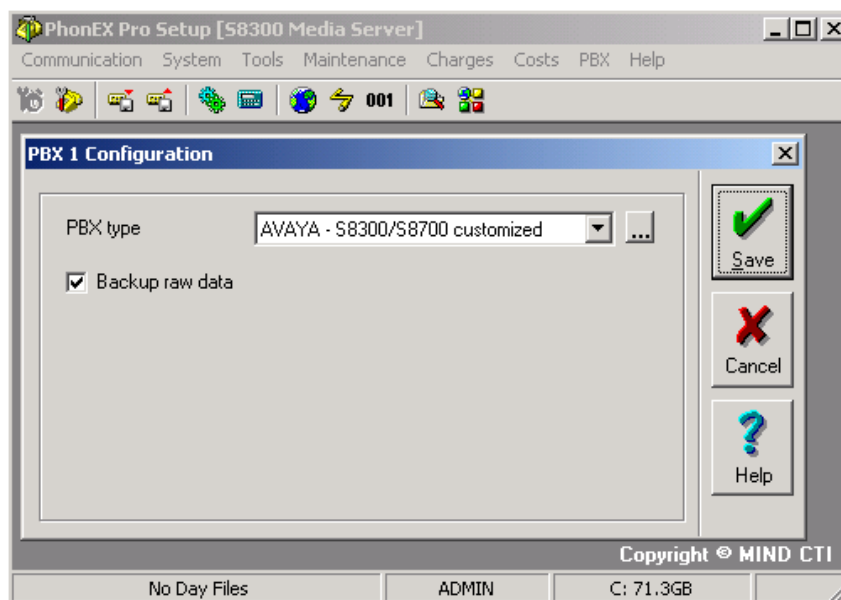 PhonEX Pro Setup [S8300 Media Server]
Communication System Tools Maintenance Charges Costs PBX Help
001
PBX 1 Configuration
PBX type AVAYA - S8300/S8700 customized ...
Backup raw data
Save
Cancel
Help
Copyright © MIND CTI
No Day Files ADMIN C: 71.3GB